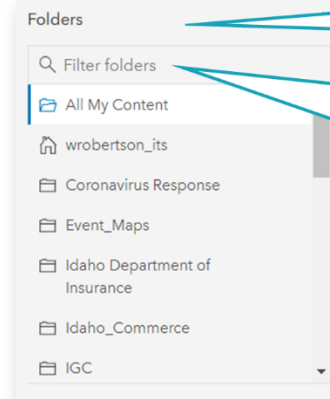 Folders
Filter folders
All My Content
wrobertson_its
Coronavirus Response
Event_Maps
Idaho Department of
Insurance
Idaho_Commerce
IGC